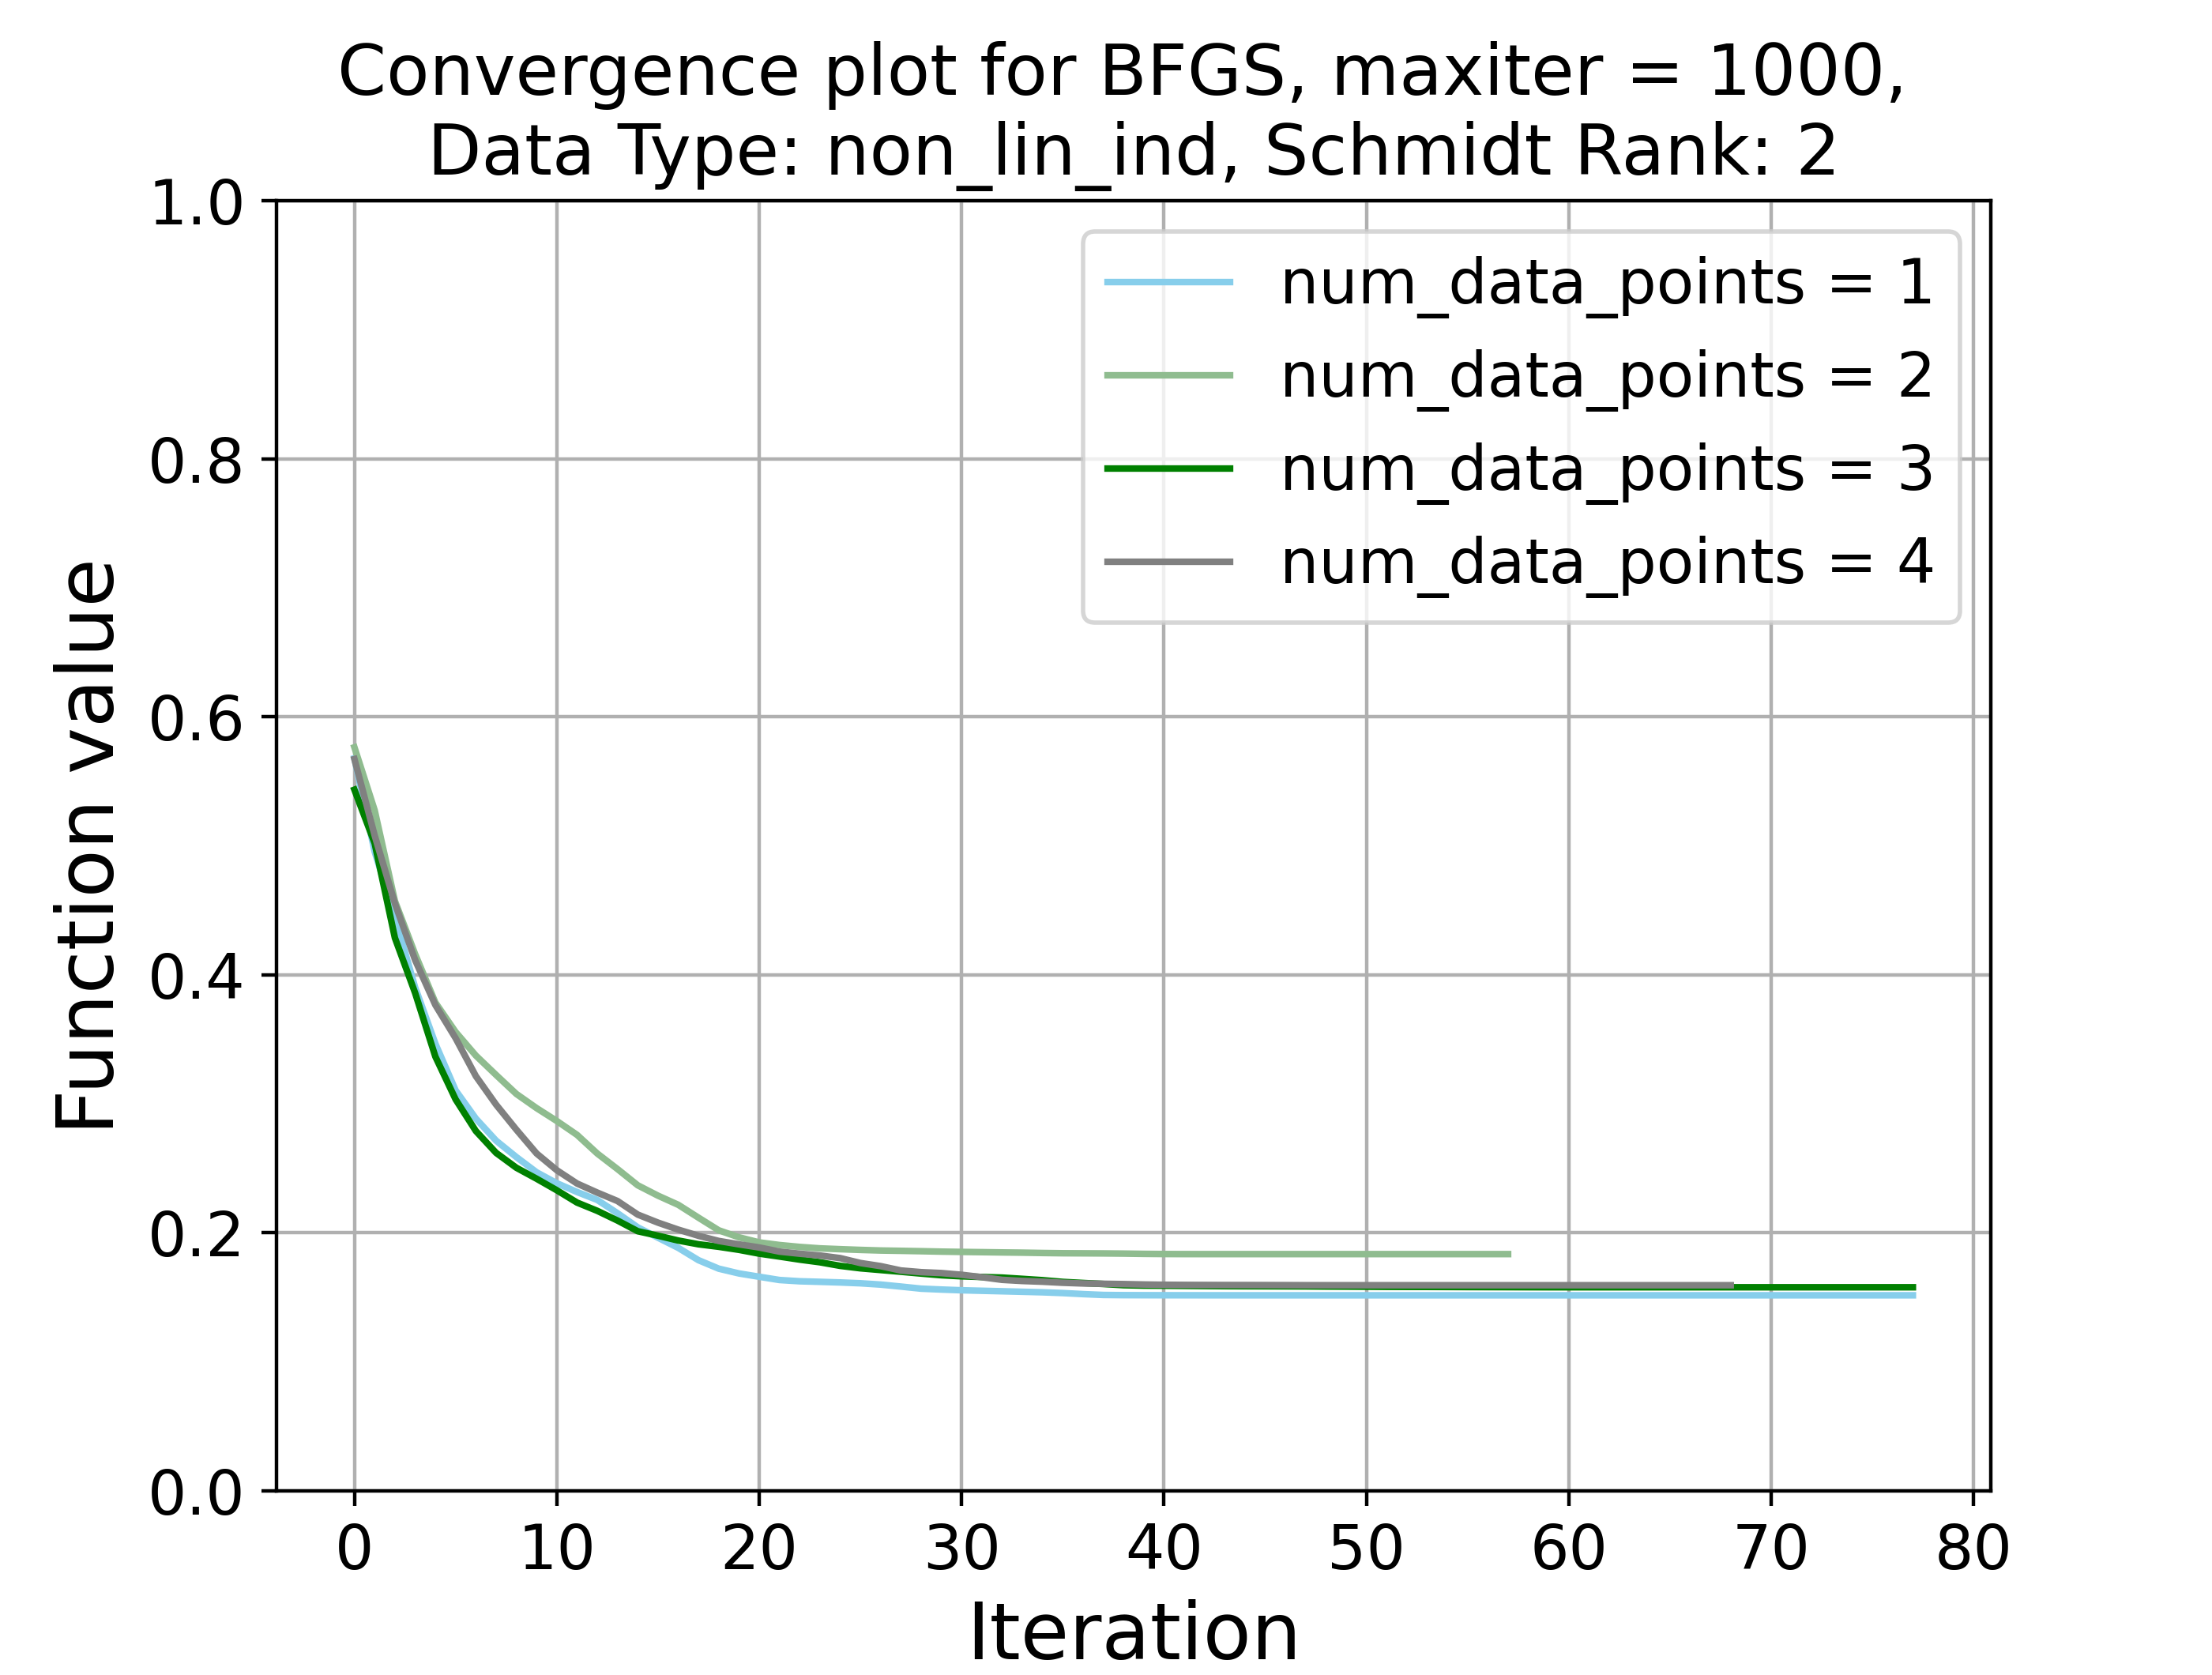 Convergence plot for BFGS, maxiter = 1000,
Data Type: non_lin_ind, Schmidt Rank: 2
1.0
0.8
0.6
0.4
0.2
0.0
Function value
num_data_points = 1
num_data_points = 2
num_data_points = 3
num_data_points = 4
0 10 20 30 40 50 60 70 80
Iteration